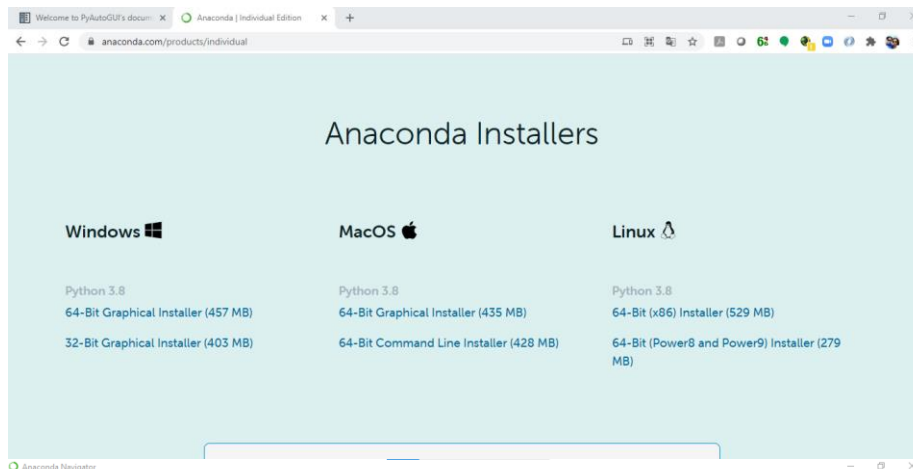 Welcome to PyAutoGUI's docum
Anaconda | Individual Edition
anaconda.com/products/individual
Anaconda Installers
Windows
MacOS
Linux
Python 3.8
Python 3.8
Python 3.8
64-Bit Graphical Installer (457 MB)
64-Bit Graphical Installer (435 MB)
64-Bit (x86) Installer (529 MB)
32-Bit Graphical Installer (403 MB)
64-Bit Command Line Installer (428 MB)
64-Bit (Power8 and Power9) Installer (279
MB)
Anaconda Navigator